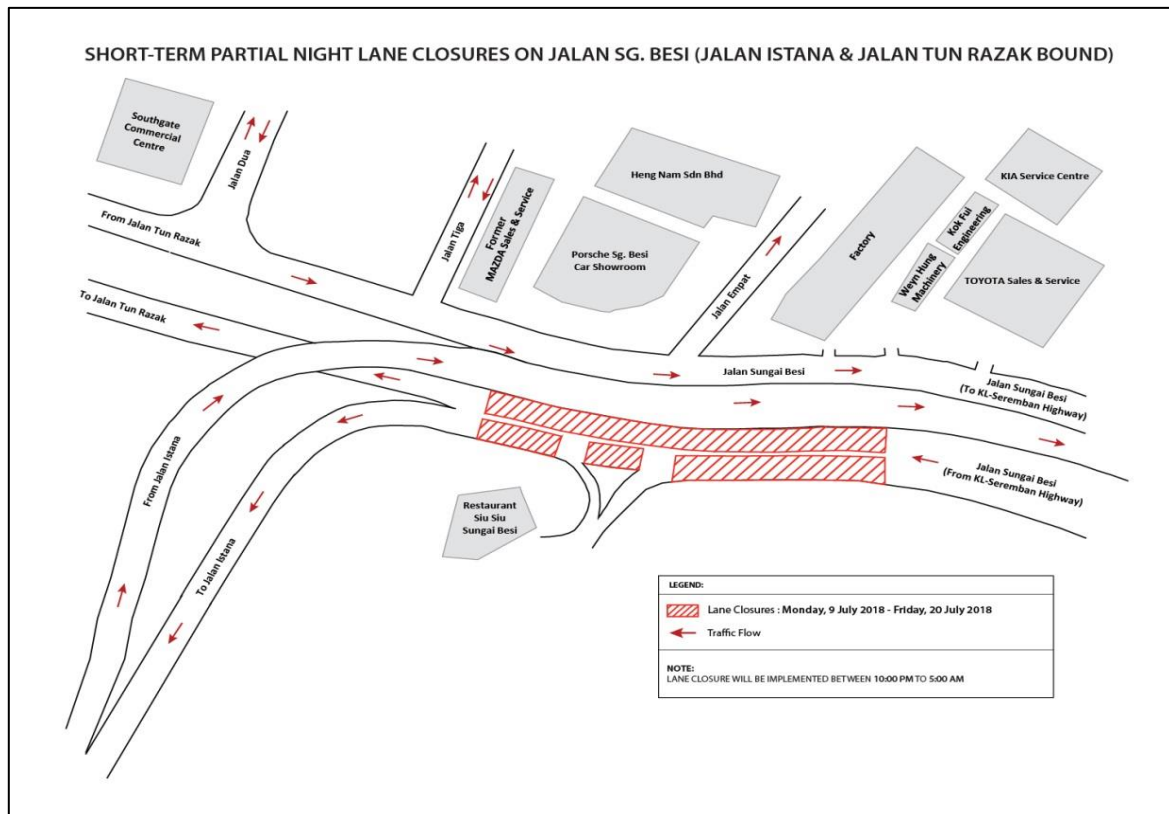 SHORT-TERM PARTIAL NIGHT LANE CLOSURES ON JALAN SG. BESI (JALAN ISTANA & JALAN TUN RAZAK BOUND)
Southgate
Commercial
Centre
Jalan Dua
From Jalan Tun Razak
To Jalan Tun Razak
Jalan Tiga
Former
MAZDA Sales & Service
Heng Nam Sdn Bhd
Porsche Sg. Besi
Car Showroom
Jalan Empat
Factory
KIA Service Centre
Kok Fui
Engineering
Weyn Hung
Machinery
TOYOTA Sales & Service
Jalan Sungai Besi
Jalan Sungai Besi
(To KL-Seremban Highway)
Jalan Sungai Besi
(From KL-Seremban Highway)
From Jalan Istana
To Jalan Istana
Restaurant
Siu Siu
Sungai Besi
LEGEND:
Lane Closures : Monday, 9 July 2018 - Friday, 20 July 2018
Traffic Flow
NOTE:
LANE CLOSURE WILL BE IMPLEMENTED BETWEEN 10:00 PM TO 5:00 AM